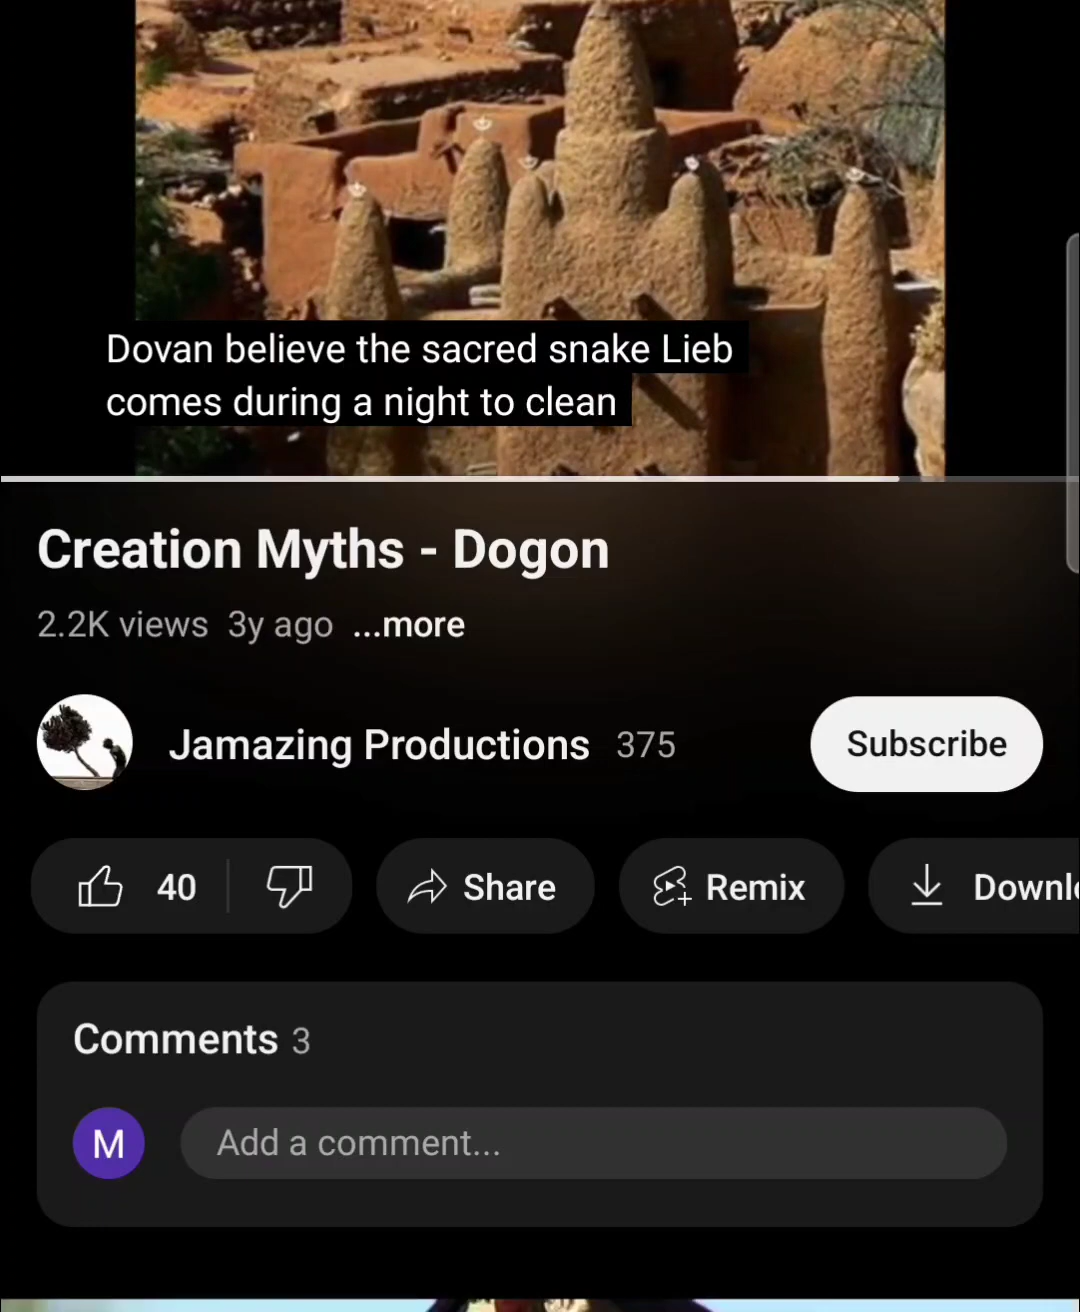 Dovan believe the sacred snake Lieb
comes during a night to clean
Creation Myths - Dogon
2.2K views 3y ago ...more
Jamazing Productions 375
Subscribe
40 Share Remix Downlo
Comments 3
M Add a comment...